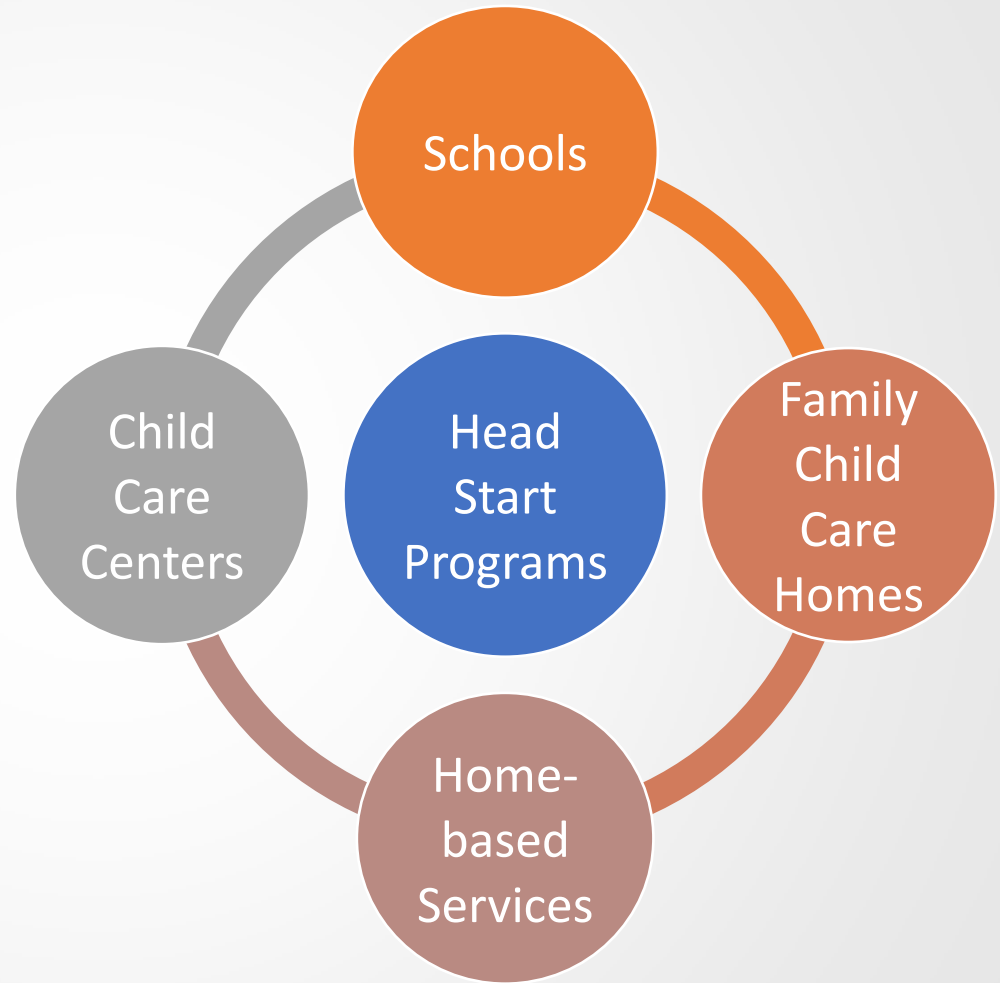 Schools
Child
Care
Centers
Head
Start
Programs
Family
Child
Care
Homes
Home-
based
Services